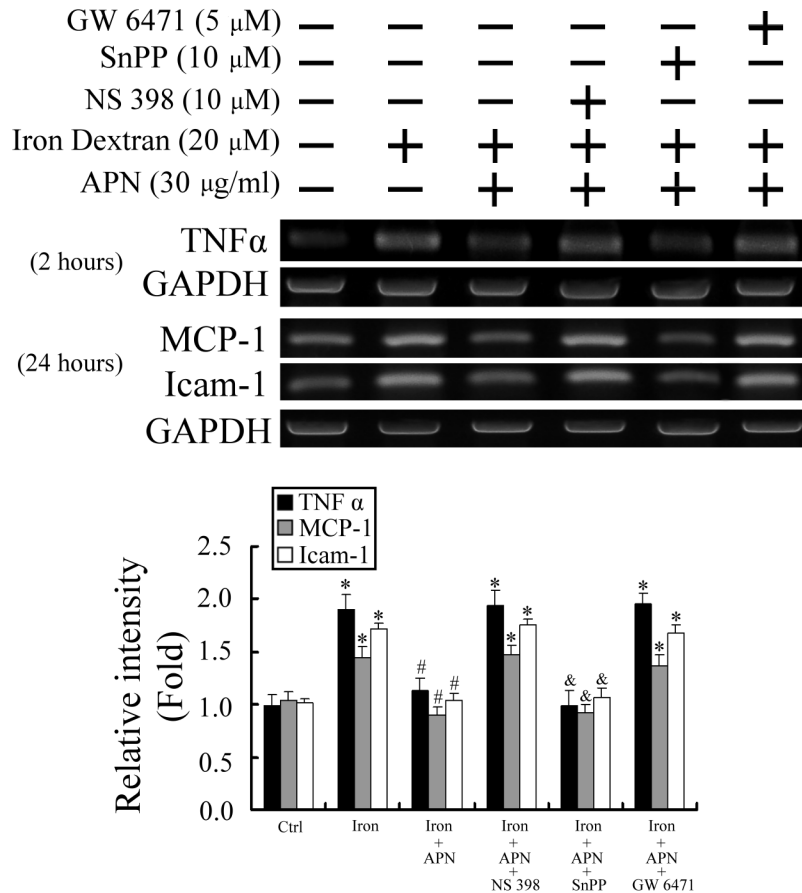 GW 6471 (5 μM) — — — — — +
SnPP (10 μM) — — — — + —
NS 398 (10 μM) — — — + — —
Iron Dextran (20 μM) — + + + + +
APN (30 μg/ml) — — + + + +
(2 hours)
TNFα
GAPDH
(24 hours)
MCP-1
Icam-1
GAPDH
TNF α
MCP-1
Icam-1
Relative intensity
(Fold)
2.5
2.0
1.5
1.0
0.5
0.0
* * *
# # #
* * *
& & &
* * *
Ctrl
Iron
Iron
+
APN
Iron
+
APN
+
NS 398
Iron
+
APN
+
SnPP
Iron
+
APN
+
GW 6471